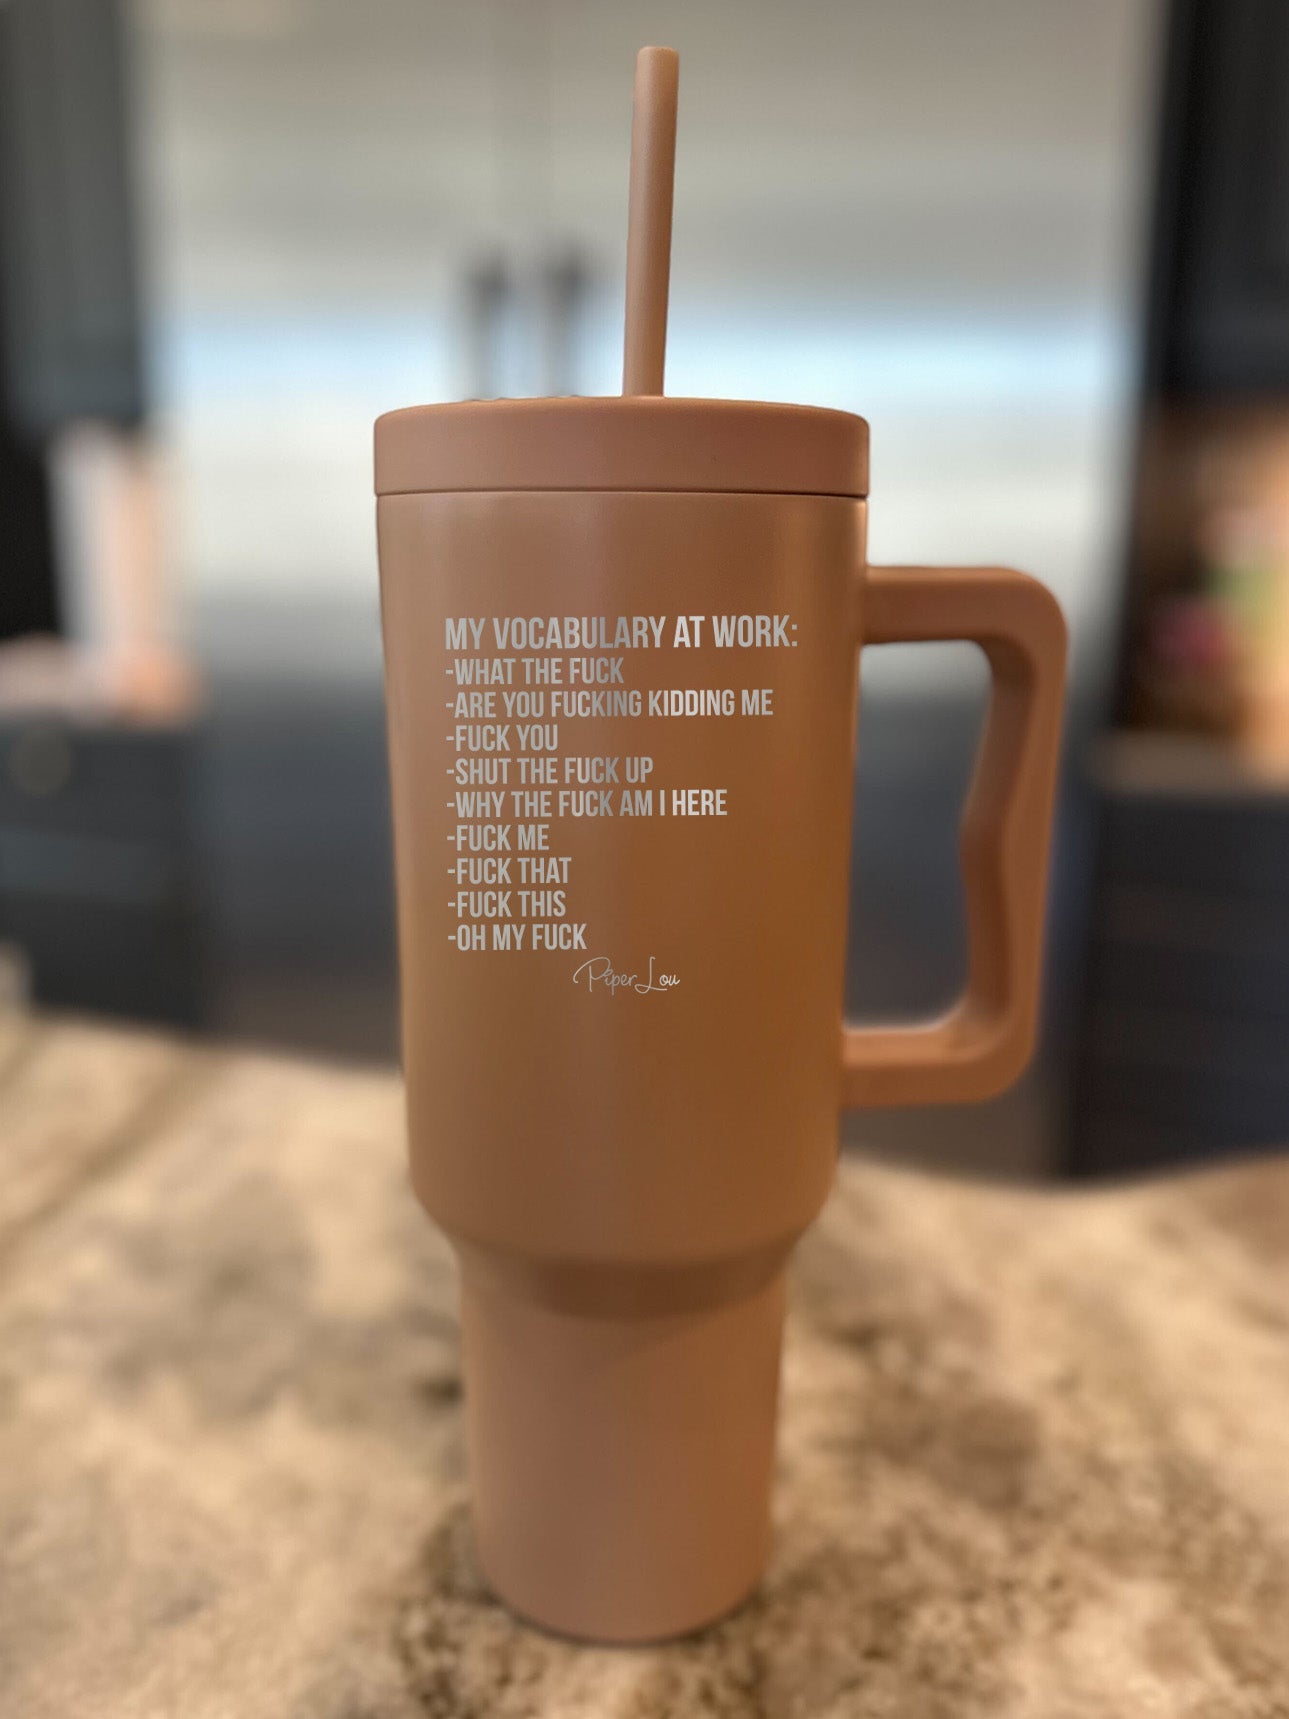 MY VOCABULARY AT WORK:
-WHAT THE FUCK
-ARE YOU FUCKING KIDDING ME
-FUCK YOU
-SHUT THE FUCK UP
-WHY THE FUCK AM I HERE
-FUCK ME
-FUCK THAT
-FUCK THIS
-OH MY FUCK
Piper Lou